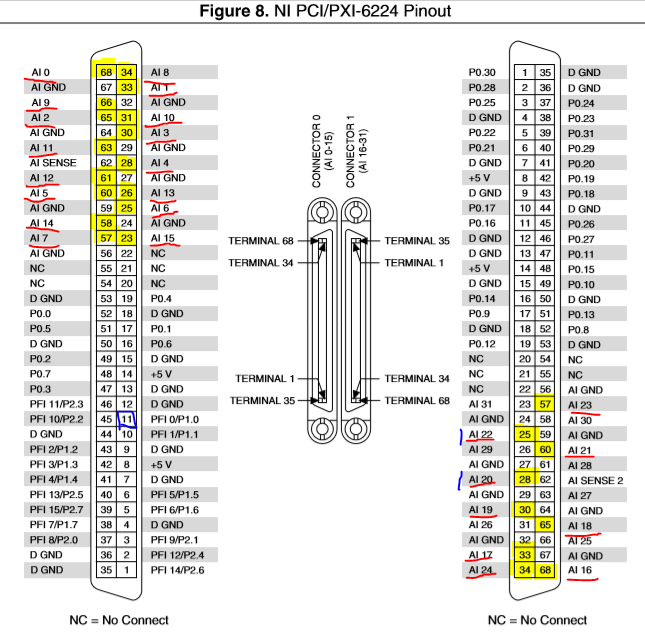 Figure 8. NI PCI/PXI-6224 Pinout
AI 0 68 34 AI 8
AI GND 67 33 AI 1
AI 9 66 32 AI GND
AI 2 65 31 AI 10
AI GND 64 30 AI 3
AI 11 63 29 AI GND
AI SENSE 62 28 AI 4
AI 12 61 27 AI GND
AI 5 60 26 AI 13
AI GND 59 25 AI 6
AI 14 58 24 AI GND
AI 7 57 23 AI 15
AI GND 56 22 NC
NC 55 21 NC
NC 54 20 NC
D GND 53 19 P0.4
P0.0 52 18 D GND
P0.5 51 17 P0.1
D GND 50 16 P0.6
P0.2 49 15 D GND
P0.7 48 14 +5 V
P0.3 47 13 D GND
PFI 11/P2.3 46 12 D GND
PFI 10/P2.2 45 11 PFI 0/P1.0
D GND 44 10 PFI 1/P1.1
PFI 2/P1.2 43 9 D GND
PFI 3/P1.3 42 8 +5 V
PFI 4/P1.4 41 7 D GND
PFI 13/P2.5 40 6 PFI 5/P1.5
PFI 15/P2.7 39 5 PFI 6/P1.6
PFI 7/P1.7 38 4 D GND
PFI 8/P2.0 37 3 PFI 9/P2.1
D GND 36 2 PFI 12/P2.4
D GND 35 1 PFI 14/P2.6
NC = No Connect
CONNECTOR 0
(AI 0-15)
CONNECTOR 1
(AI 16-31)
TERMINAL 68
TERMINAL 34
TERMINAL 35
TERMINAL 1
TERMINAL 1
TERMINAL 35
TERMINAL 34
TERMINAL 68
P0.30 1 35 D GND
P0.28 2 36 D GND
P0.25 3 37 P0.24
D GND 4 38 P0.23
P0.22 5 39 P0.31
P0.21 6 40 P0.29
D GND 7 41 P0.20
+5 V 8 42 P0.19
D GND 9 43 P0.18
P0.17 10 44 D GND
P0.16 11 45 P0.26
D GND 12 46 P0.27
D GND 13 47 P0.11
+5 V 14 48 P0.15
D GND 15 49 P0.10
P0.14 16 50 D GND
P0.9 17 51 P0.13
D GND 18 52 P0.8
P0.12 19 53 D GND
NC 20 54 NC
NC 21 55 NC
NC 22 56 AI GND
AI 31 23 57 AI 23
AI GND 24 58 AI 30
AI 22 25 59 AI GND
AI 29 26 60 AI 21
AI GND 27 61 AI 28
AI 20 28 62 AI SENSE 2
AI GND 29 63 AI 27
AI 19 30 64 AI GND
AI 26 31 65 AI 18
AI GND 32 66 AI 25
AI 17 33 67 AI GND
AI 24 34 68 AI 16
NC = No Connect